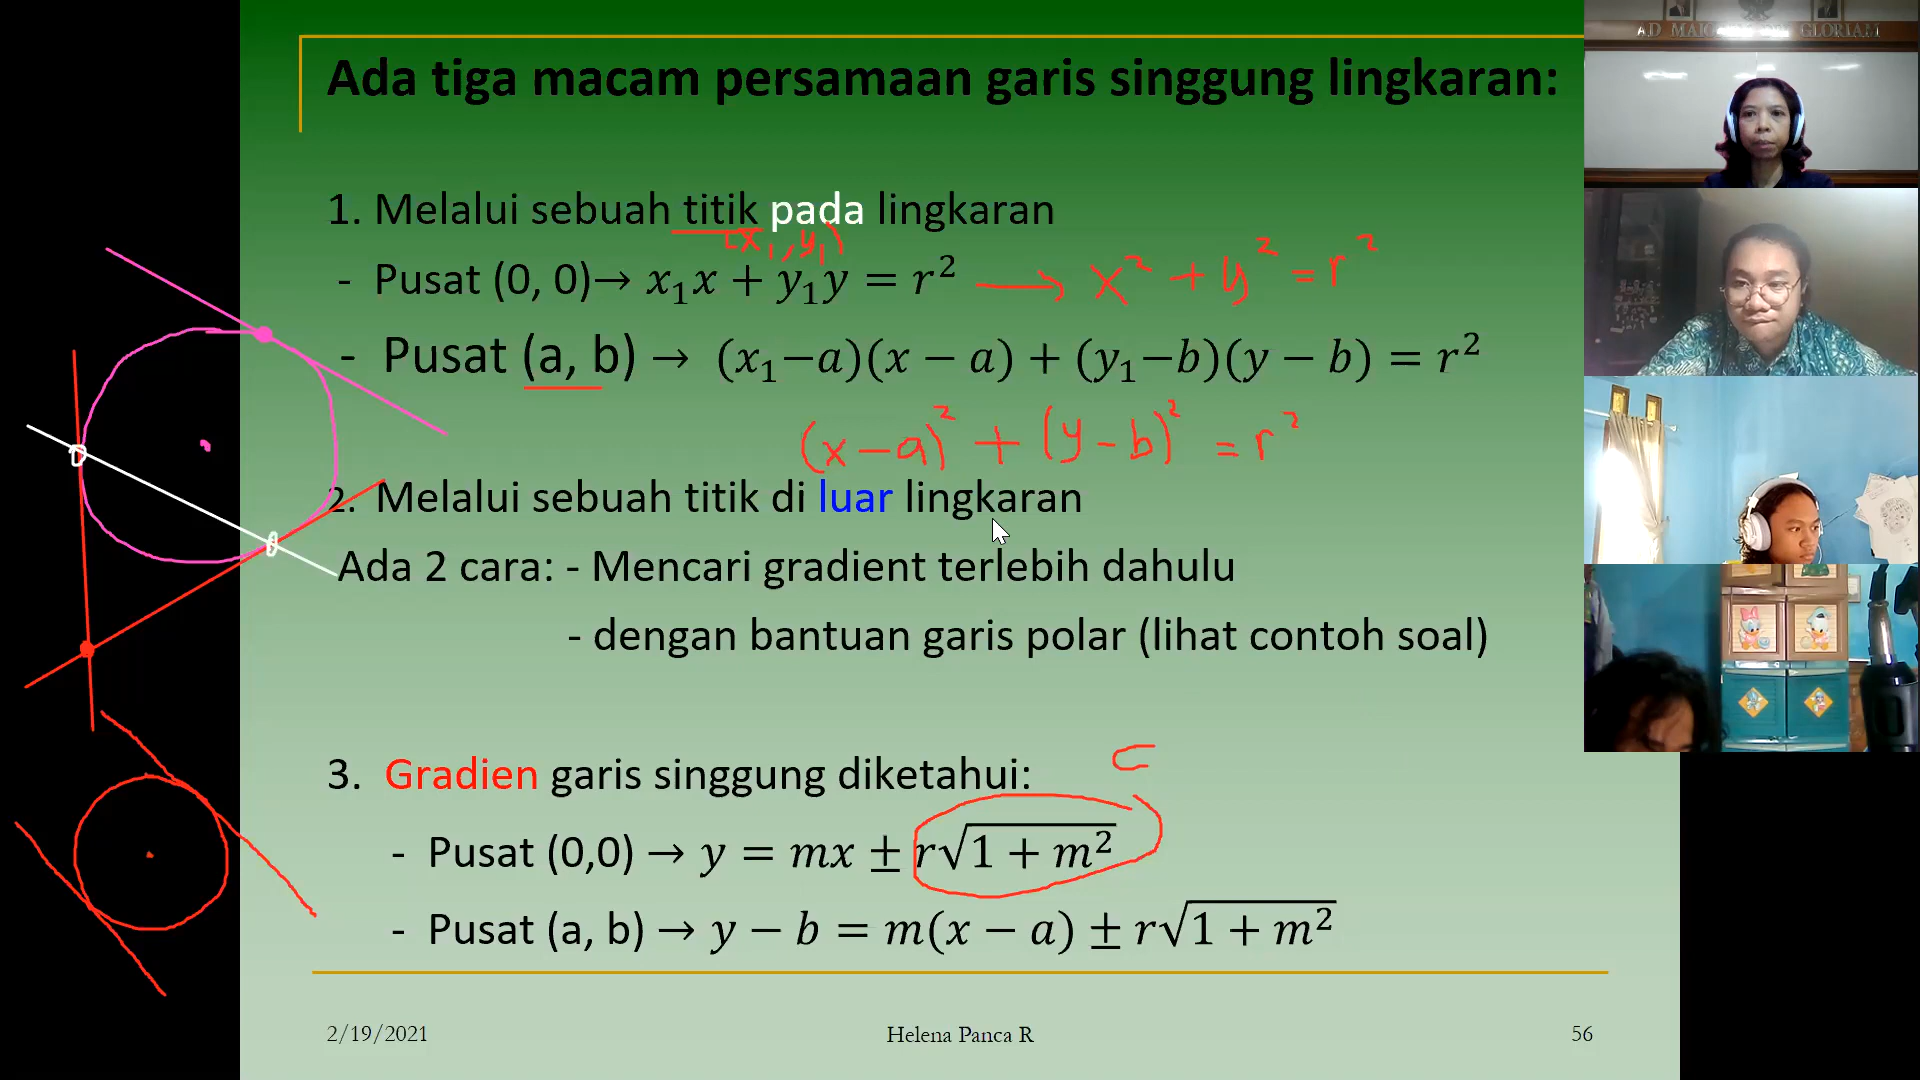 Ada tiga macam persamaan garis singgung lingkaran:
1. Melalui sebuah titik pada lingkaran
(x₁, y₁)
- Pusat (0, 0)→ x₁x + y₁y = r² → x² + y² = r²
- Pusat (a, b) → (x₁−a)(x − a) + (y₁−b)(y − b) = r²
(x − a)² + (y − b)² = r²
2. Melalui sebuah titik di luar lingkaran
Ada 2 cara: - Mencari gradient terlebih dahulu
- dengan bantuan garis polar (lihat contoh soal)
3. Gradien garis singgung diketahui:
c
- Pusat (0,0) → y = mx ± r√1 + m²
- Pusat (a, b) → y − b = m(x − a) ± r√1 + m²
2/19/2021 Helena Panca R 56
AD GLORIAM